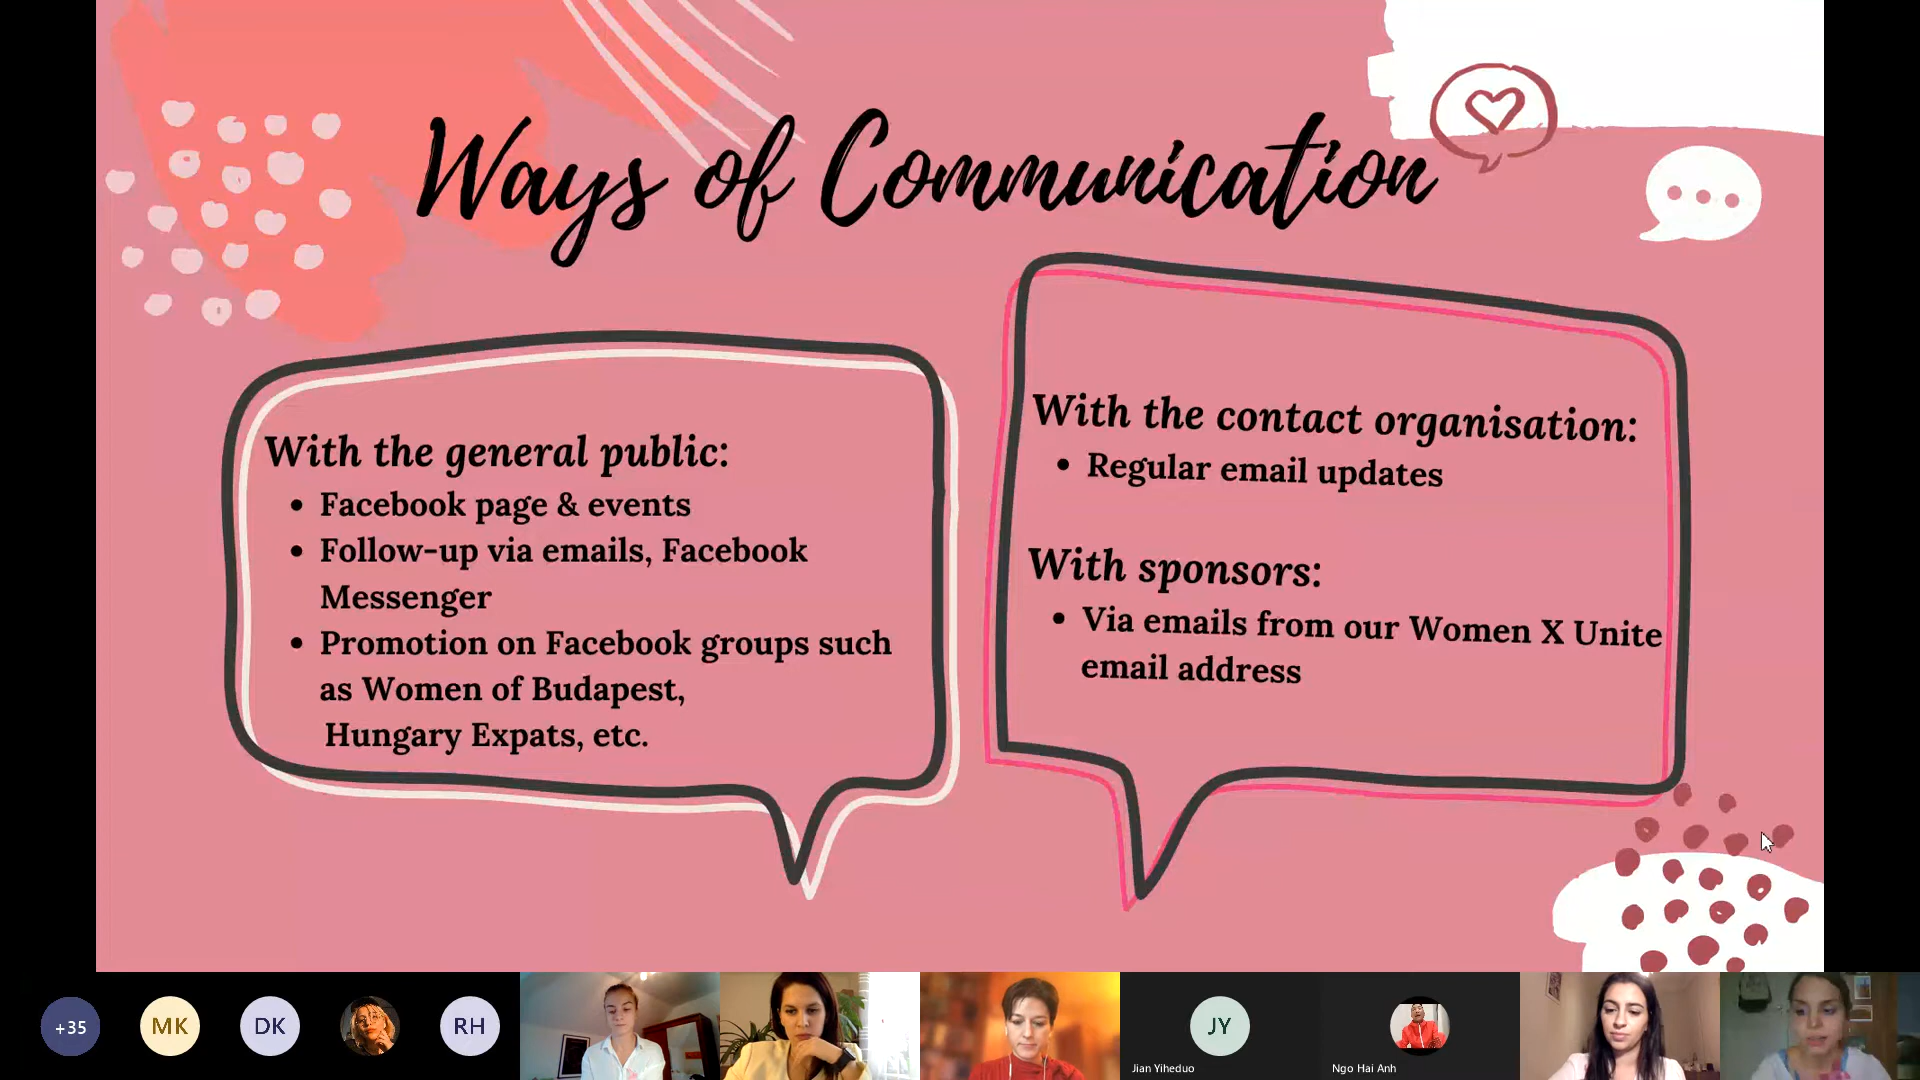 Ways of Communication
With the general public:
• Facebook page & events
• Follow-up via emails, Facebook
Messenger
• Promotion on Facebook groups such
as Women of Budapest,
Hungary Expats, etc.
With the contact organisation:
• Regular email updates
With sponsors:
• Via emails from our Women X Unite
email address
+35
MK
DK
RH
JY
Jian Yiheduo
Ngo Hai Anh